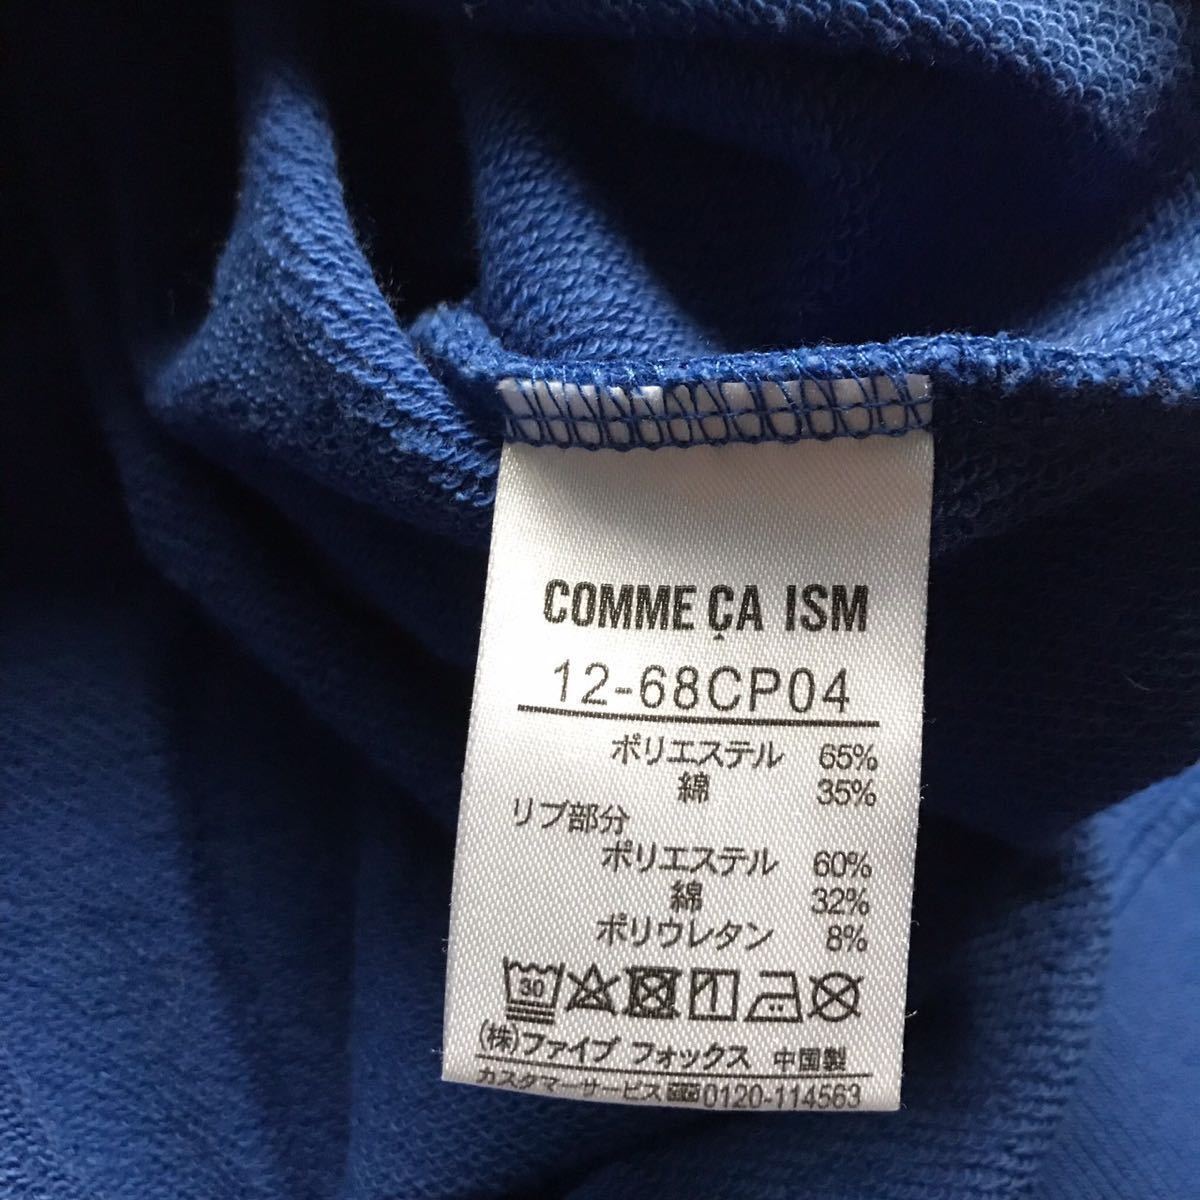 COMME ÇA ISM
12-68CP04
ポリエステル 65%
綿 35%
リブ部分
ポリエステル 60%
綿 32%
ポリウレタン 8%
30
(株)ファイブ フォックス 中国製
カスタマーサービス 0120-114563